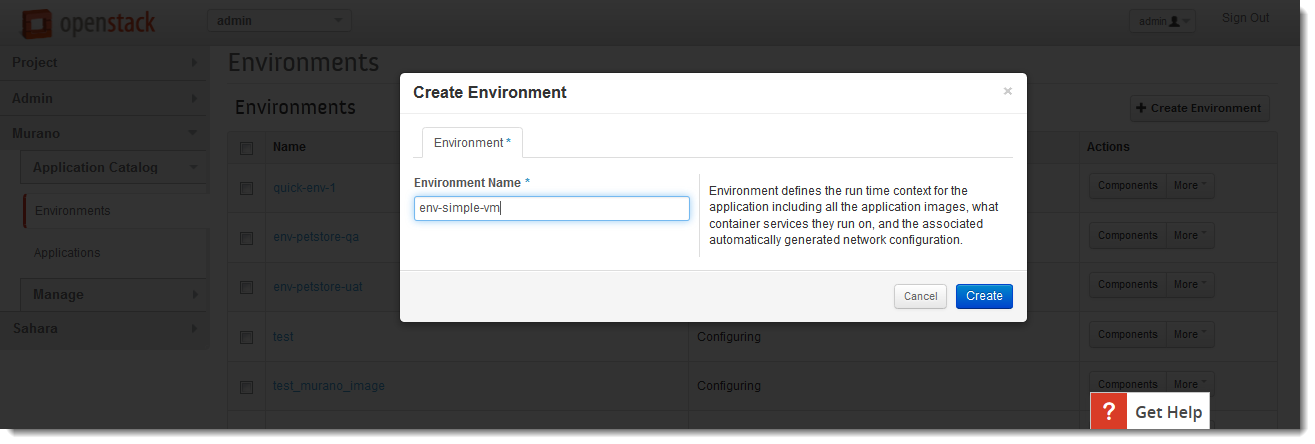 openstack
admin
admin
Sign Out
Project
Admin
Murano
Application Catalog
Environments
Applications
Manage
Sahara
Environments
Environments
+ Create Environment
Name
Actions
quick-env-1
Components More
env-petstore-qa
Components More
env-petstore-uat
Components More
test
Configuring
Components More
test_murano_image
Configuring
Components More
Create Environment
×
Environment *
Environment Name *
env-simple-vm
Environment defines the run time context for the
application including all the application images, what
container services they run on, and the associated
automatically generated network configuration.
Cancel
Create
? Get Help